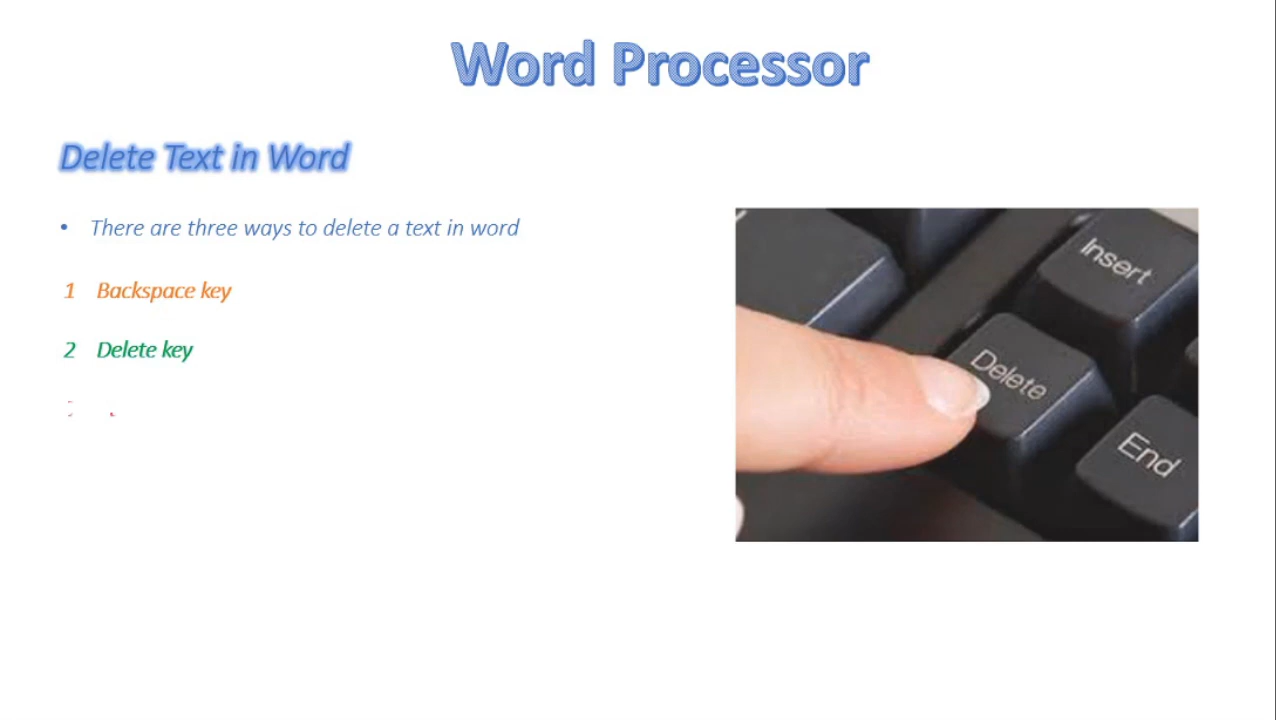 Word Processor
Delete Text in Word
• There are three ways to delete a text in word
1 Backspace key
2 Delete key
Insert
Delete
End